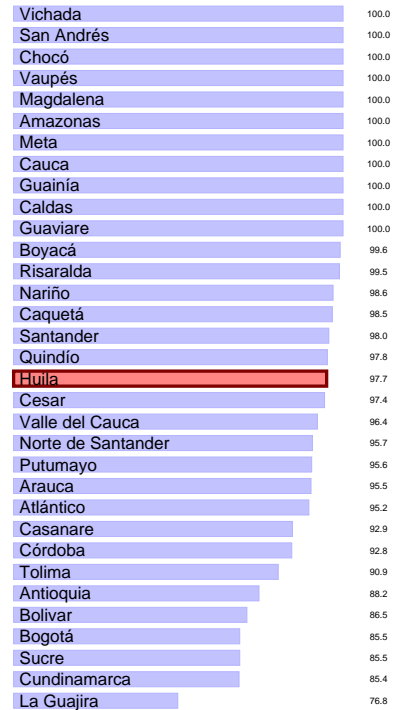 Vichada 100.0
San Andrés 100.0
Chocó 100.0
Vaupés 100.0
Magdalena 100.0
Amazonas 100.0
Meta 100.0
Cauca 100.0
Guainía 100.0
Caldas 100.0
Guaviare 100.0
Boyacá 99.6
Risaralda 99.5
Nariño 98.6
Caquetá 98.5
Santander 98.0
Quindío 97.8
Huila 97.7
Cesar 97.4
Valle del Cauca 96.4
Norte de Santander 95.7
Putumayo 95.6
Arauca 95.5
Atlántico 95.2
Casanare 92.9
Córdoba 92.8
Tolima 90.9
Antioquia 88.2
Bolivar 86.5
Bogotá 85.5
Sucre 85.5
Cundinamarca 85.4
La Guajira 76.8